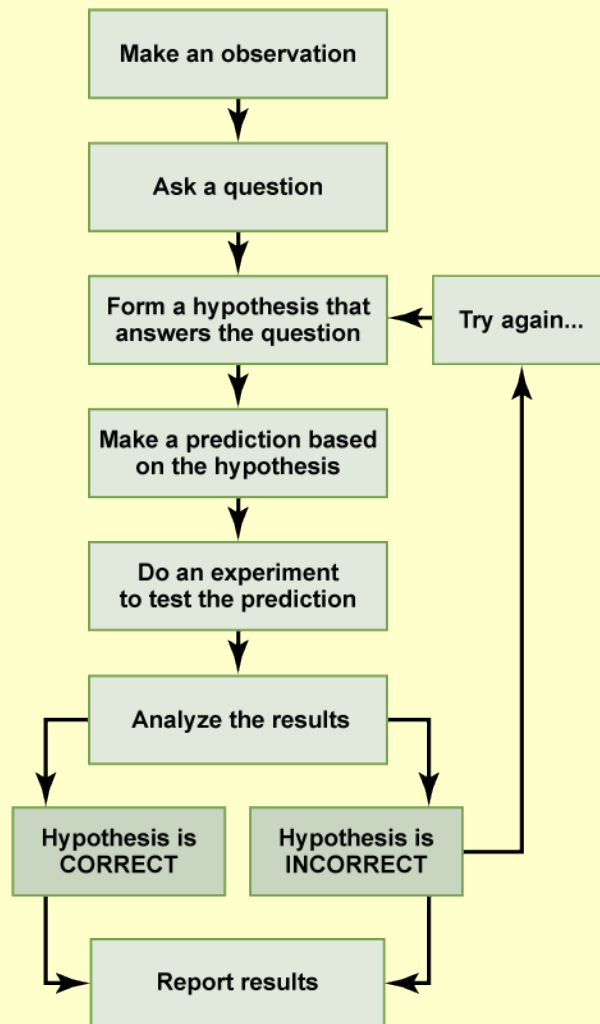 Make an observation
Ask a question
Form a hypothesis that
answers the question
Try again...
Make a prediction based
on the hypothesis
Do an experiment
to test the prediction
Analyze the results
Hypothesis is
CORRECT
Hypothesis is
INCORRECT
Report results